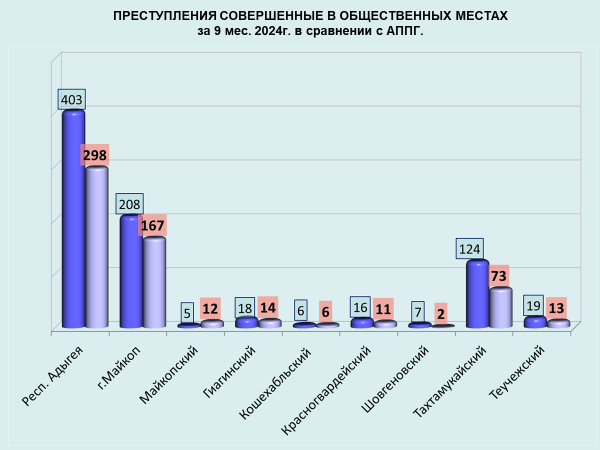 ПРЕСТУПЛЕНИЯ СОВЕРШЕННЫЕ В ОБЩЕСТВЕННЫХ МЕСТАХ
за 9 мес. 2024г. в сравнении с АППГ.
403
298
208
167
5
12
18
14
6
6
16
11
7
2
124
73
19
13
Респ. Адыгея
г.Майкоп
Майкопский
Гиагинский
Кошехабльский
Красногвардейский
Шовгеновский
Тахтамукайский
Теучежский